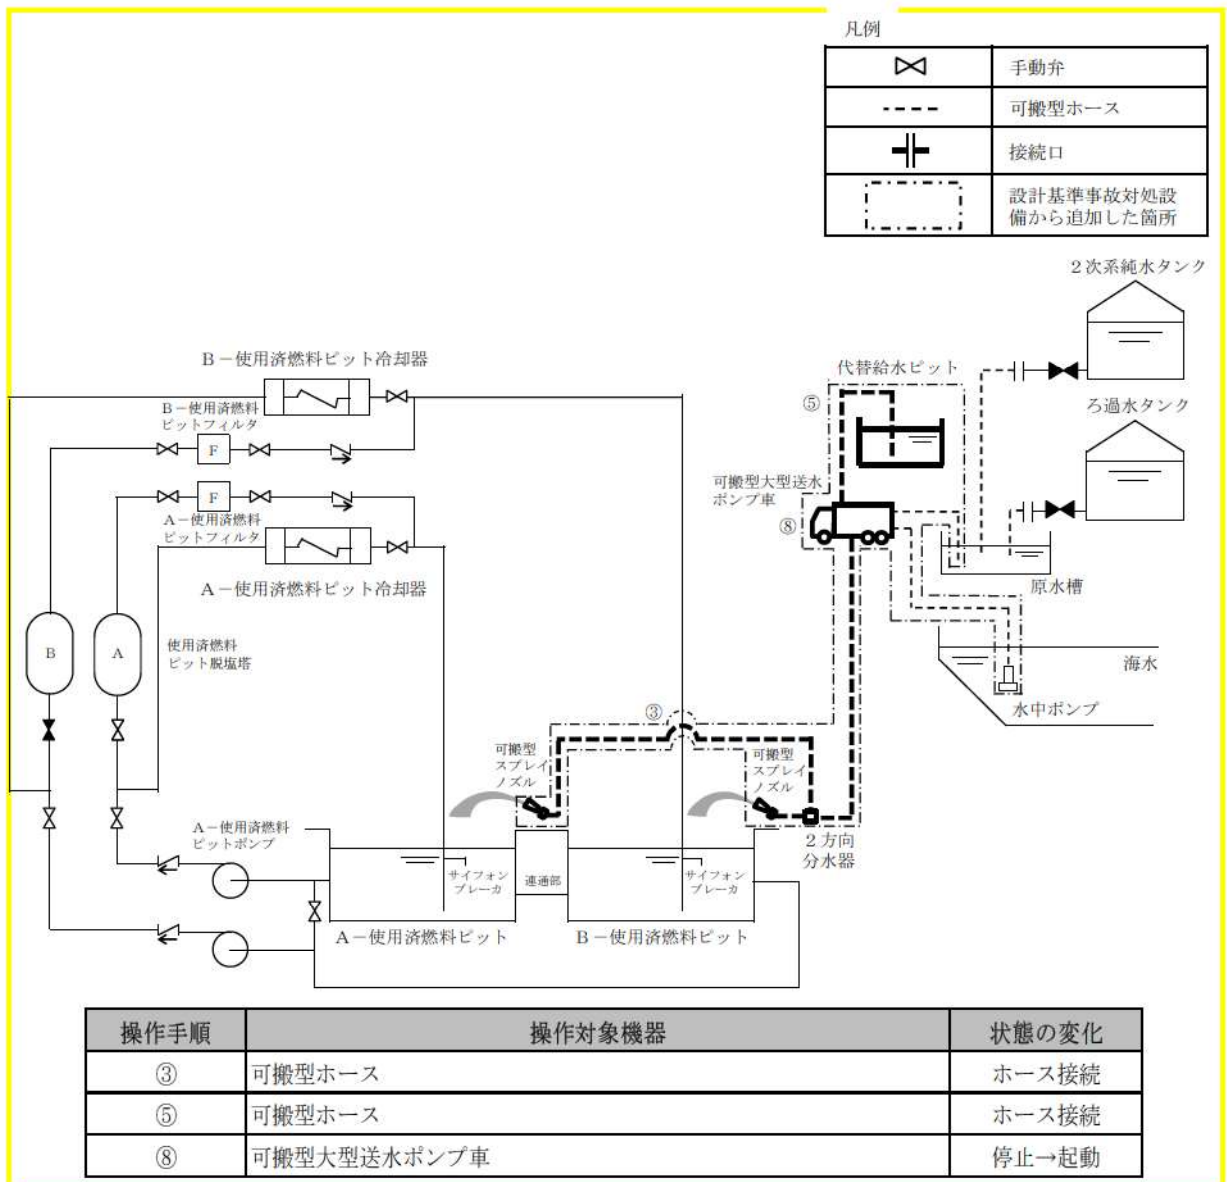 凡例
手動弁
可搬型ホース
接続口
設計基準事故対処設
備から追加した箇所
2次系純水タンク
B－使用済燃料ピット冷却器
代替給水ピット
⑤
B－使用済燃料
ピットフィルタ
ろ過水タンク
F
可搬型大型送水
ポンプ車
F
A－使用済燃料
ピットフィルタ
⑧
A－使用済燃料ピット冷却器
原水槽
B
A
使用済燃料
ピット脱塩塔
海水
水中ポンプ
③
可搬型
スプレイ
ノズル
可搬型
スプレイ
ノズル
A－使用済燃料
ピットポンプ
2方向
分水器
サイフォン
ブレーカ
連通部
サイフォン
ブレーカ
A－使用済燃料ピット
B－使用済燃料ピット
操作手順 操作対象機器 状態の変化
③ 可搬型ホース ホース接続
⑤ 可搬型ホース ホース接続
⑧ 可搬型大型送水ポンプ車 停止→起動